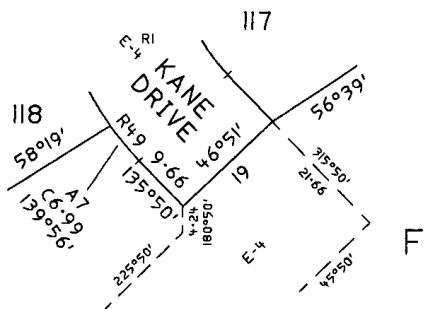 117
E-4 R1
KANE
DRIVE
118
58°19'
56°39'
R49 9·66
135°50'
46°51'
19
A7
C6·99
139°56'
315°50'
21·66
4·24
180°50'
225°50'
E-4
45°50'
F